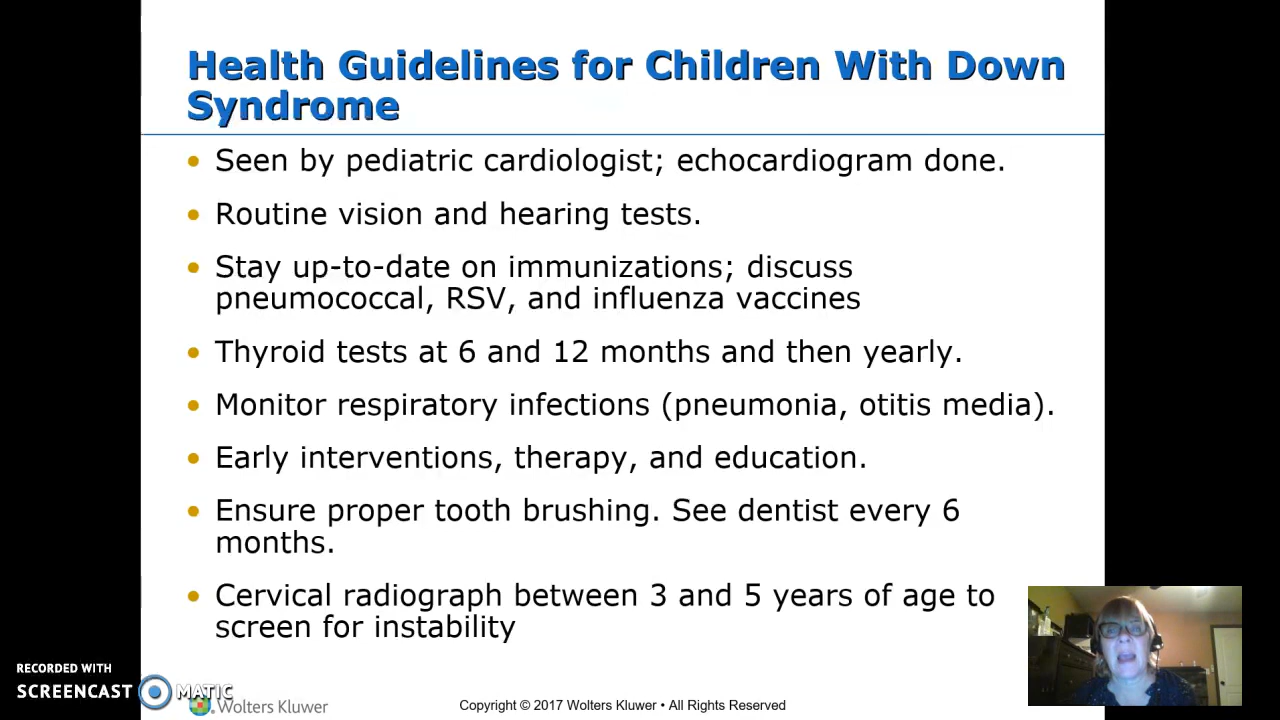 Health Guidelines for Children With Down
Syndrome
• Seen by pediatric cardiologist; echocardiogram done.
• Routine vision and hearing tests.
• Stay up-to-date on immunizations; discuss
pneumococcal, RSV, and influenza vaccines
• Thyroid tests at 6 and 12 months and then yearly.
• Monitor respiratory infections (pneumonia, otitis media).
• Early interventions, therapy, and education.
• Ensure proper tooth brushing. See dentist every 6
months.
• Cervical radiograph between 3 and 5 years of age to
screen for instability
RECORDED WITH
SCREENCAST MATIC
Wolters Kluwer
Copyright © 2017 Wolters Kluwer • All Rights Reserved